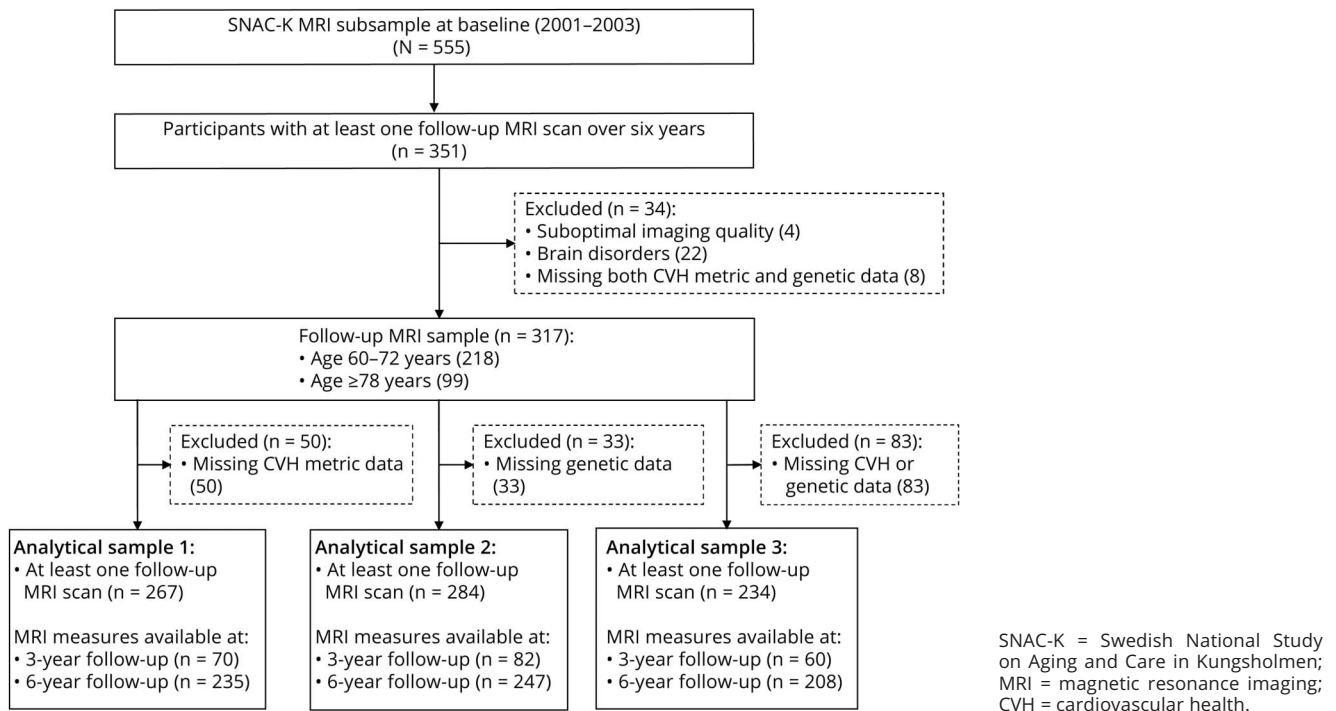 SNAC-K MRI subsample at baseline (2001–2003)
(N = 555)
Participants with at least one follow-up MRI scan over six years
(n = 351)
Excluded (n = 34):
• Suboptimal imaging quality (4)
• Brain disorders (22)
• Missing both CVH metric and genetic data (8)
Follow-up MRI sample (n = 317):
• Age 60–72 years (218)
• Age ≥78 years (99)
Excluded (n = 50):
• Missing CVH metric data
(50)
Excluded (n = 33):
• Missing genetic data
(33)
Excluded (n = 83):
• Missing CVH or
genetic data (83)
Analytical sample 1:
• At least one follow-up
MRI scan (n = 267)
MRI measures available at:
• 3-year follow-up (n = 70)
• 6-year follow-up (n = 235)
Analytical sample 2:
• At least one follow-up
MRI scan (n = 284)
MRI measures available at:
• 3-year follow-up (n = 82)
• 6-year follow-up (n = 247)
Analytical sample 3:
• At least one follow-up
MRI scan (n = 234)
MRI measures available at:
• 3-year follow-up (n = 60)
• 6-year follow-up (n = 208)
SNAC-K = Swedish National Study
on Aging and Care in Kungsholmen;
MRI = magnetic resonance imaging;
CVH = cardiovascular health.